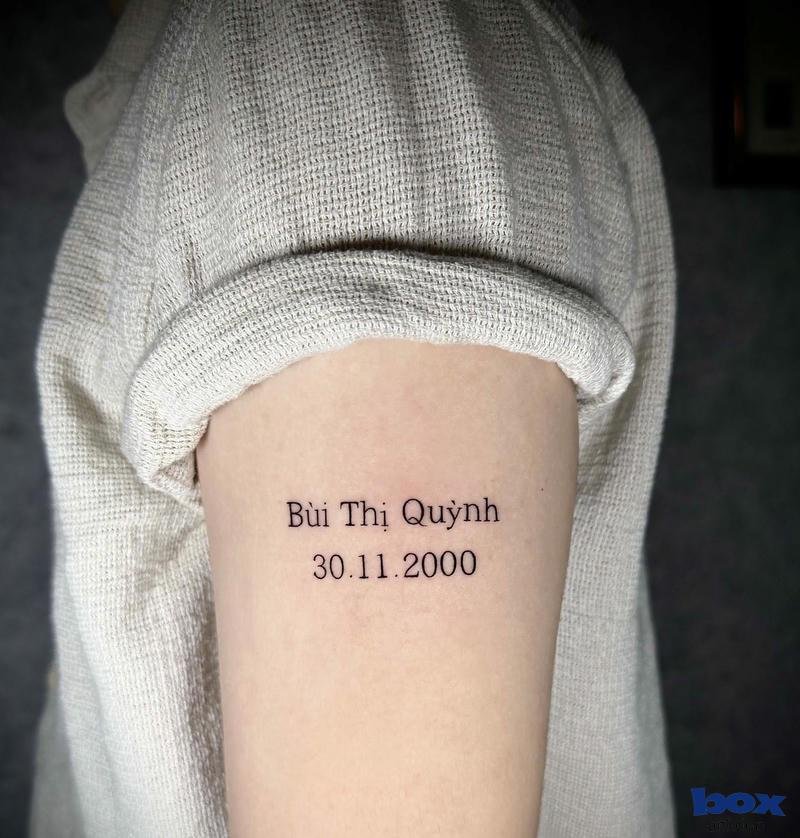 Bùi Thị Quỳnh
30.11.2000
box